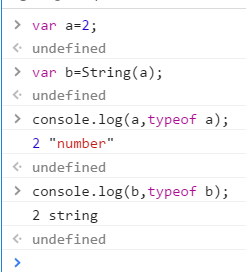 > var a=2;
< undefined
> var b=String(a);
< undefined
> console.log(a,typeof a);
2 "number"
< undefined
> console.log(b,typeof b);
2 string
< undefined
>